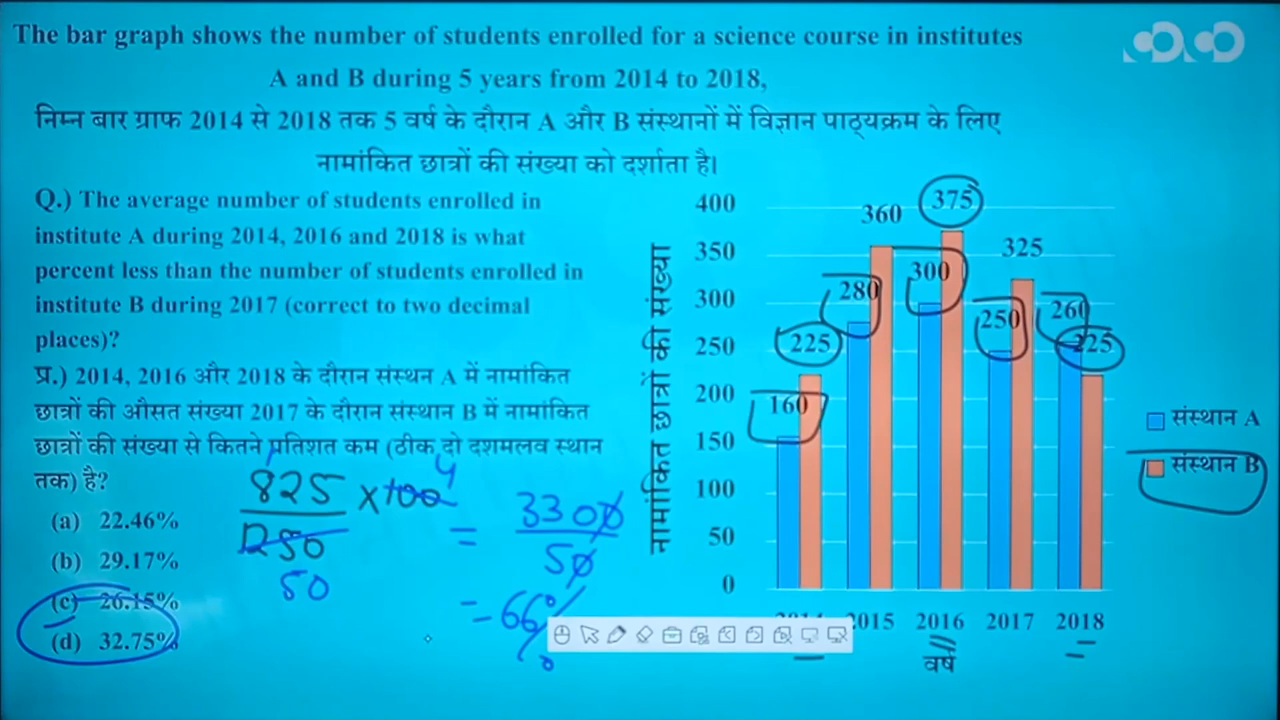 The bar graph shows the number of students enrolled for a science course in institutes
A and B during 5 years from 2014 to 2018,
निम्न बार ग्राफ 2014 से 2018 तक 5 वर्ष के दौरान A और B संस्थानों में विज्ञान पाठ्यक्रम के लिए
नामांकित छात्रों की संख्या को दर्शाता है।
Q.) The average number of students enrolled in
institute A during 2014, 2016 and 2018 is what
percent less than the number of students enrolled in
institute B during 2017 (correct to two decimal
places)?
प्र.) 2014, 2016 और 2018 के दौरान संस्थन A में नामांकित
छात्रों की औसत संख्या 2017 के दौरान संस्थान B में नामांकित
छात्रों की संख्या से कितने प्रतिशत कम (ठीक दो दशमलव स्थान
तक) है?
(a) 22.46%
(b) 29.17%
(c) 26.15%
(d) 32.75%
825 ×100 4
1250
50
= 3300
50
= 66%
नामांकित छात्रों की संख्या
400
350
300
250
200
150
100
50
0
160
225
280
360
300
375
250
325
260
225
2014 2015 2016 2017 2018
वर्ष
संस्थान A
संस्थान B